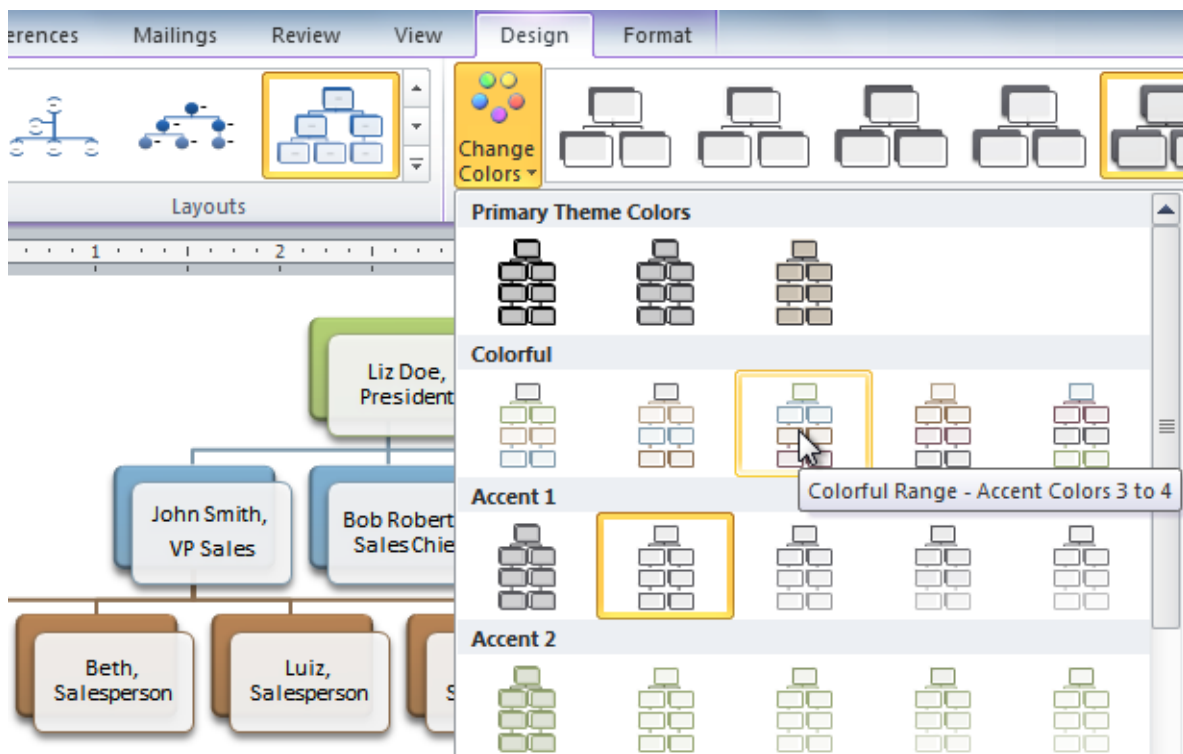 erences Mailings Review View Design Format
Change
Colors
Layouts
Primary Theme Colors
1 2
Colorful
Liz Doe,
President
Colorful Range - Accent Colors 3 to 4
Accent 1
John Smith,
VP Sales
Bob Robert
Sales Chie
Accent 2
Beth,
Salesperson
Luiz,
Salesperson
S